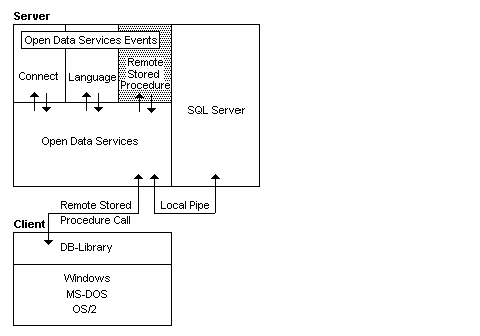 Server
Open Data Services Events
Connect
Language
Remote
Stored
Procedure
SQL Server
Open Data Services
Remote Stored
Procedure Call
Local Pipe
Client
DB-Library
Windows
MS-DOS
OS/2